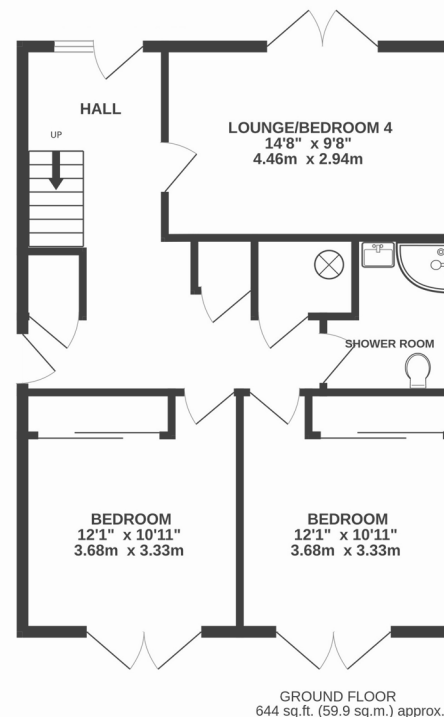 HALL
UP
LOUNGE/BEDROOM 4
14'8" x 9'8"
4.46m x 2.94m
SHOWER ROOM
BEDROOM
12'1" x 10'11"
3.68m x 3.33m
BEDROOM
12'1" x 10'11"
3.68m x 3.33m
GROUND FLOOR
644 sq.ft. (59.9 sq.m.) approx.